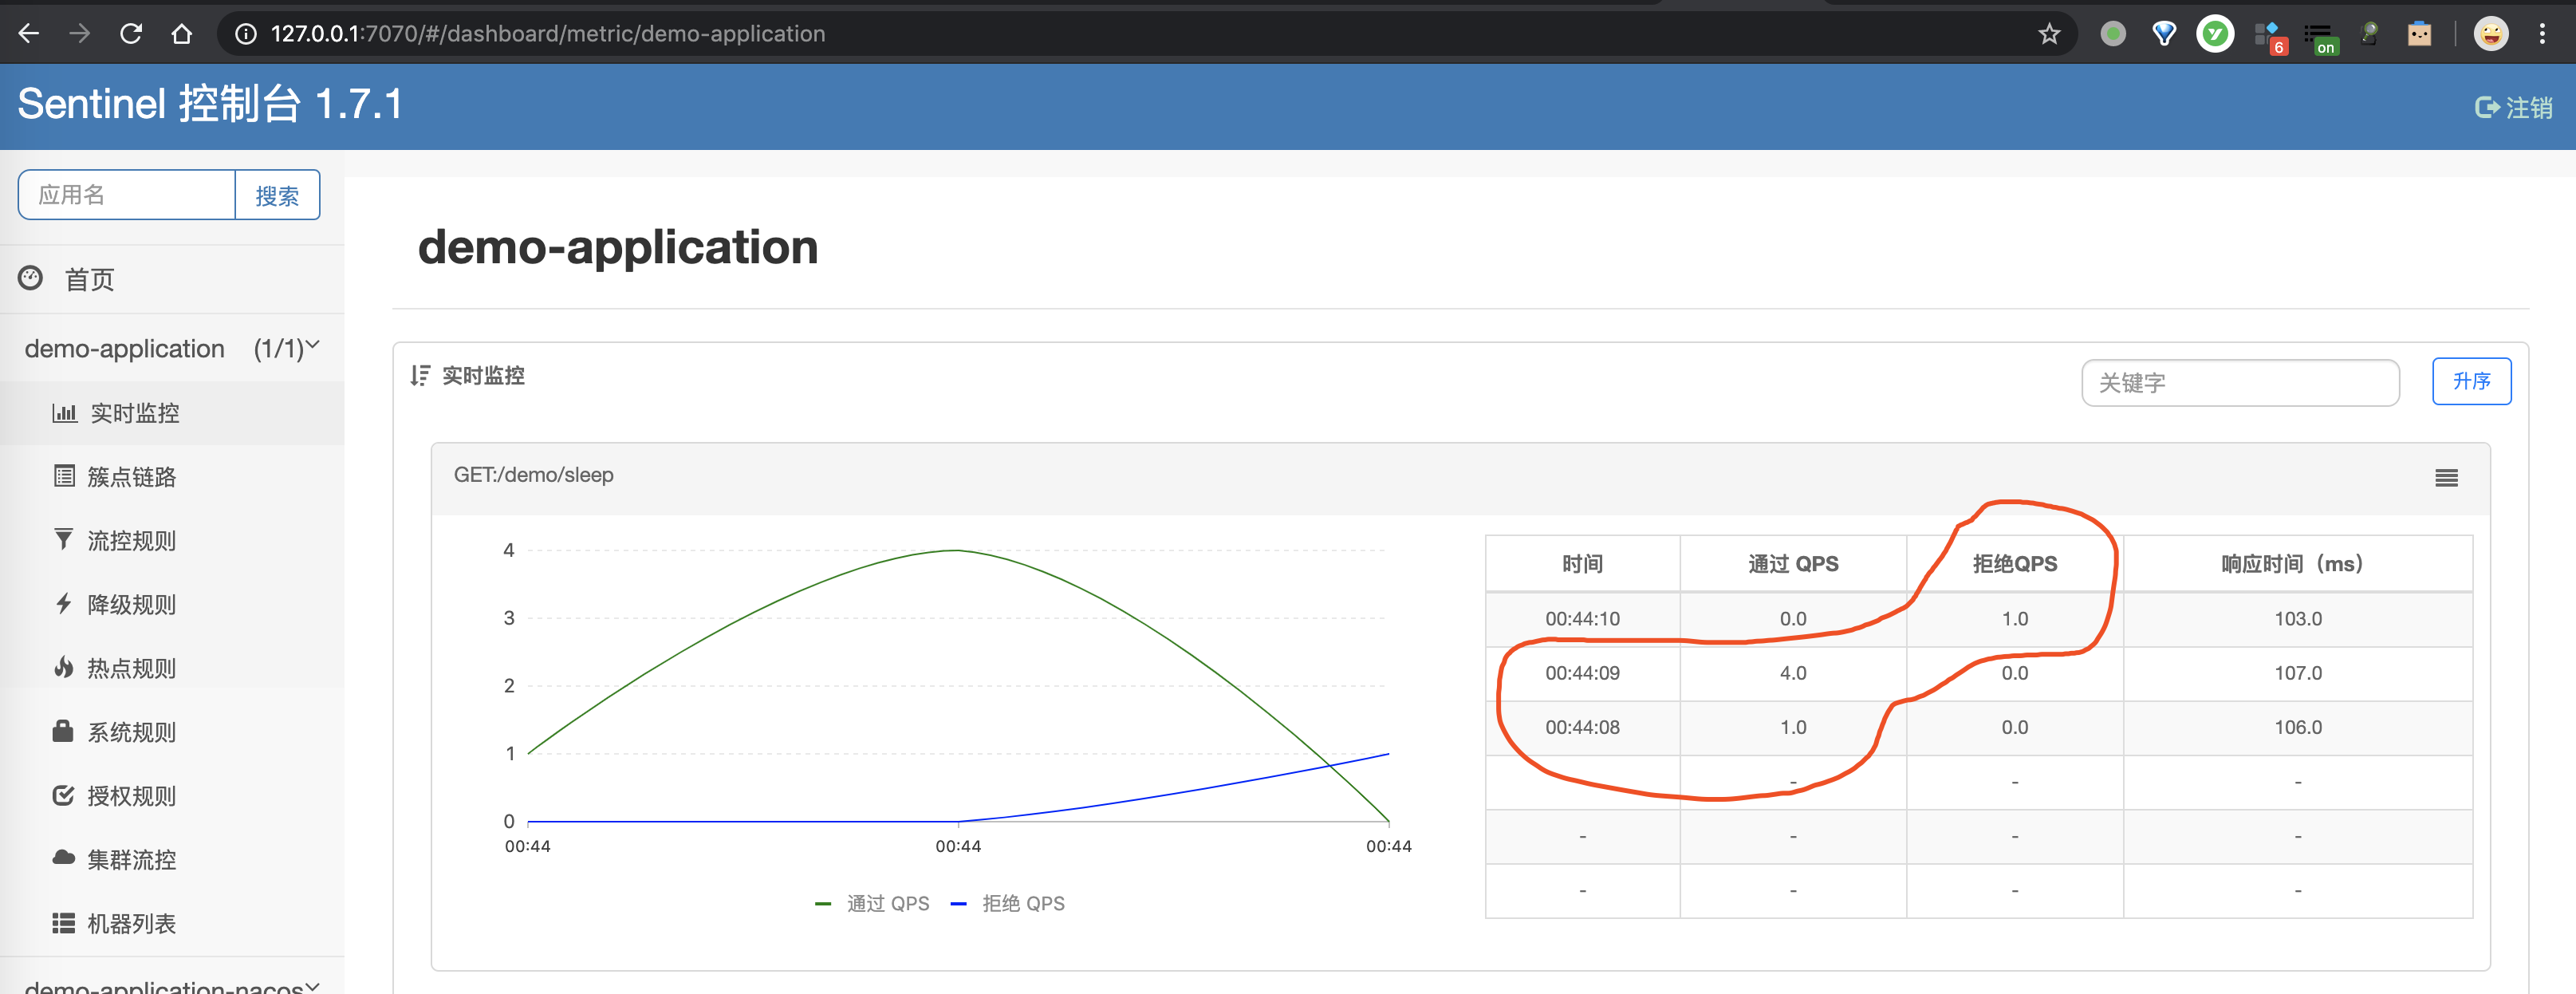 127.0.0.1:7070/#/dashboard/metric/demo-application
6
on
Sentinel 控制台 1.7.1
注销
应用名 搜索
首页
demo-application (1/1)
实时监控
簇点链路
流控规则
降级规则
热点规则
系统规则
授权规则
集群流控
机器列表
demo-application-nacos
demo-application
实时监控
关键字
升序
GET:/demo/sleep
4
3
2
1
0
00:44 00:44 00:44
通过 QPS 拒绝 QPS
时间 通过 QPS 拒绝QPS 响应时间（ms）
00:44:10 0.0 1.0 103.0
00:44:09 4.0 0.0 107.0
00:44:08 1.0 0.0 106.0
- - -
- - - -
- - - -